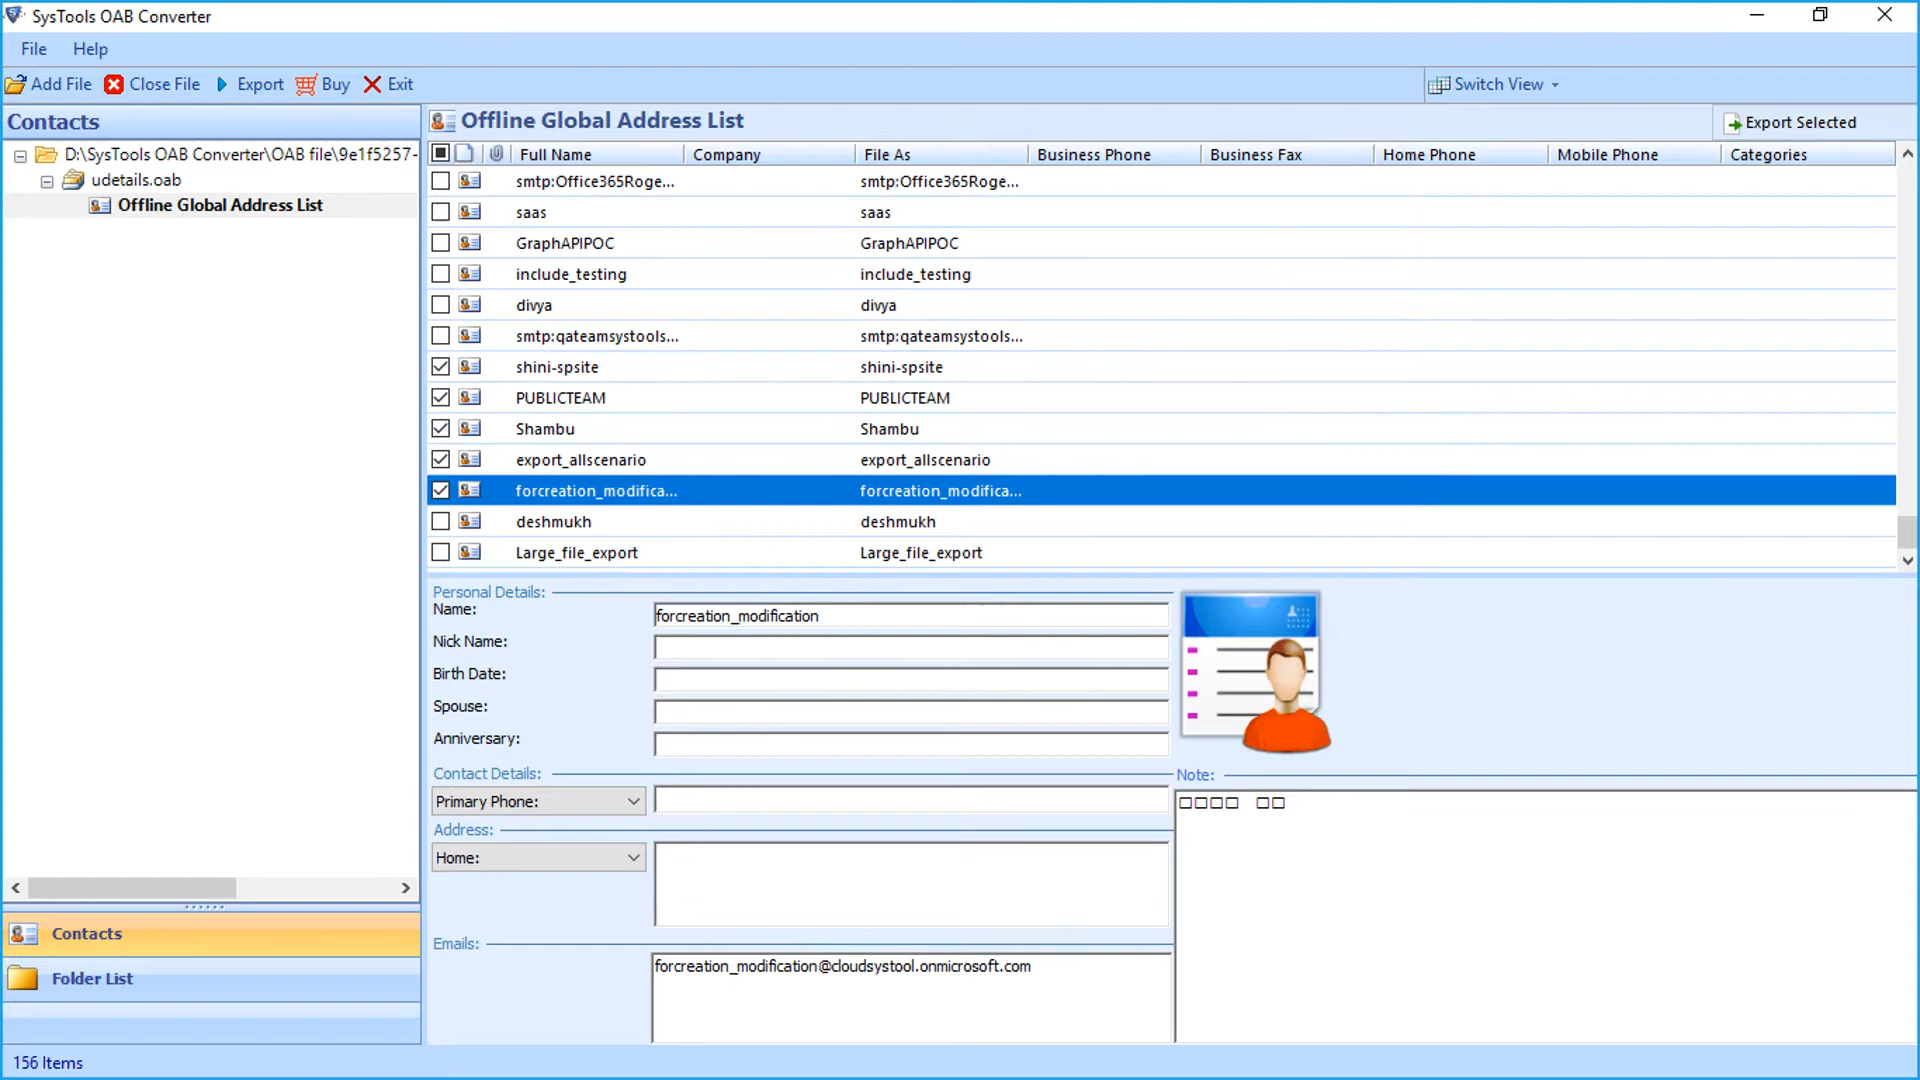 SysTools OAB Converter
File Help
Add File Close File Export Buy Exit Switch View
Contacts
Offline Global Address List
Export Selected
D:\SysTools OAB Converter\OAB file\9e1f5257-
udetails.oab
Offline Global Address List
Full Name Company File As Business Phone Business Fax Home Phone Mobile Phone Categories
smtp:Office365Roge... smtp:Office365Roge...
saas saas
GraphAPIPOC GraphAPIPOC
include_testing include_testing
divya divya
smtp:qateamsystools... smtp:qateamsystools...
shini-spsite shini-spsite
PUBLICTEAM PUBLICTEAM
Shambu Shambu
export_allscenario export_allscenario
forcreation_modifica... forcreation_modifica...
deshmukh deshmukh
Large_file_export Large_file_export
Personal Details:
Name: forcreation_modification
Nick Name:
Birth Date:
Spouse:
Anniversary:
Contact Details:
Primary Phone:
Address:
Home:
Emails:
forcreation_modification@cloudsystool.onmicrosoft.com
Note:
□□□□ □□
Contacts
Folder List
156 Items